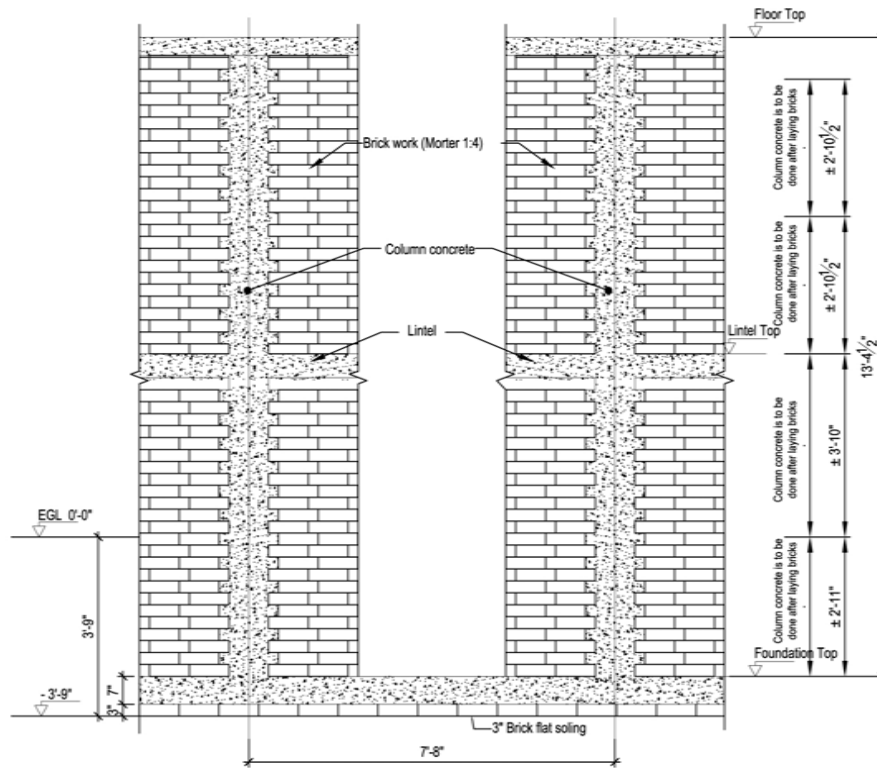 Floor Top
Column concrete is to be
done after laying bricks
± 2'-10½"
Brick work (Morter 1:4)
Column concrete
Column concrete is to be
done after laying bricks
± 2'-10½"
Lintel
Lintel Top
13'-4½"
Column concrete is to be
done after laying bricks
± 3'-10"
EGL 0'-0"
3'-9"
Column concrete is to be
done after laying bricks
± 2'-11"
Foundation Top
- 3'-9"
7"
3"
3" Brick flat soling
7'-8"